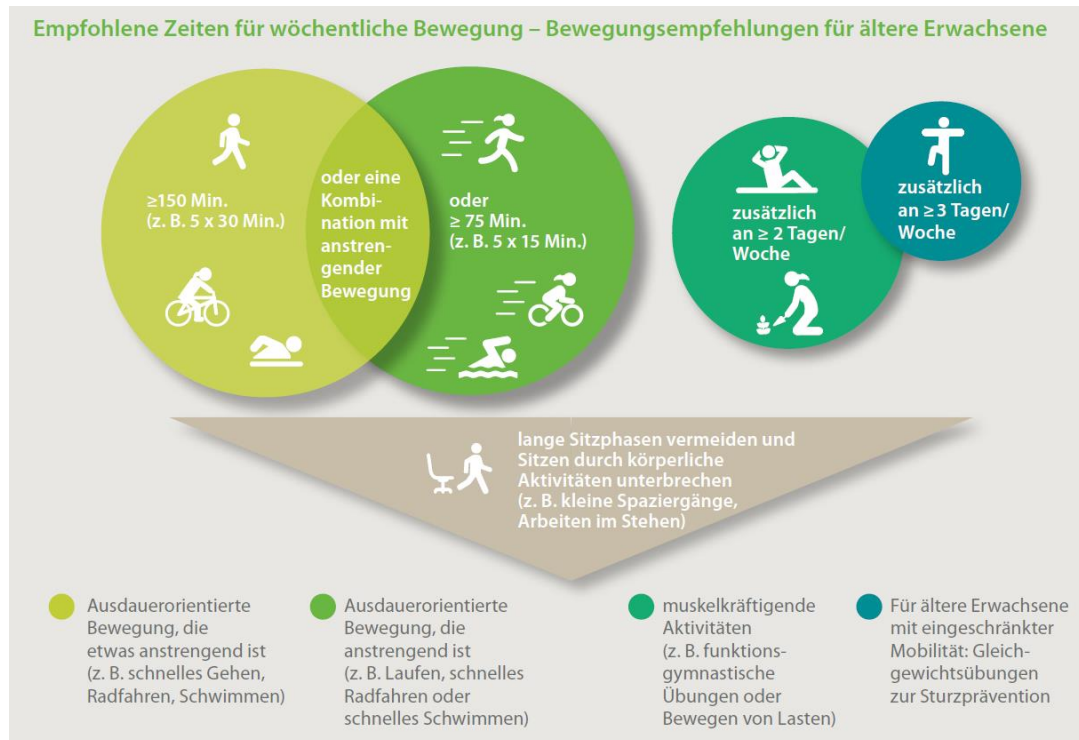 Empfohlene Zeiten für wöchentliche Bewegung – Bewegungsempfehlungen für ältere Erwachsene
≥150 Min.
(z. B. 5 x 30 Min.)
oder eine
Kombi-
nation mit
anstren-
gender
Bewegung
oder
≥ 75 Min.
(z. B. 5 x 15 Min.)
zusätzlich
an ≥ 2 Tagen/
Woche
zusätzlich
an ≥ 3 Tagen/
Woche
lange Sitzphasen vermeiden und
Sitzen durch körperliche
Aktivitäten unterbrechen
(z. B. kleine Spaziergänge,
Arbeiten im Stehen)
Ausdauerorientierte
Bewegung, die
etwas anstrengend ist
(z. B. schnelles Gehen,
Radfahren, Schwimmen)
Ausdauerorientierte
Bewegung, die
anstrengend ist
(z. B. Laufen, schnelles
Radfahren oder
schnelles Schwimmen)
muskelkräftigende
Aktivitäten
(z. B. funktions-
gymnastische
Übungen oder
Bewegen von Lasten)
Für ältere Erwachsene
mit eingeschränkter
Mobilität: Gleich-
gewichtsübungen
zur Sturzprävention